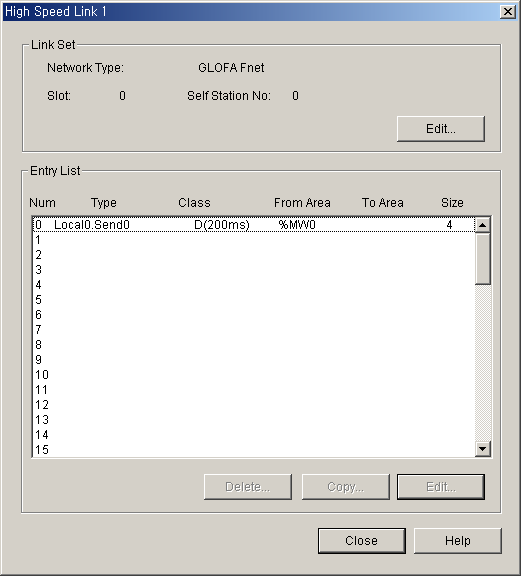 High Speed Link 1
Link Set
Network Type: GLOFA Fnet
Slot: 0 Self Station No: 0
Edit...
Entry List
Num Type Class From Area To Area Size
0 Local0.Send0 D(200ms) %MW0 4
1
2
3
4
5
6
7
8
9
10
11
12
13
14
15
Delete... Copy... Edit...
Close Help